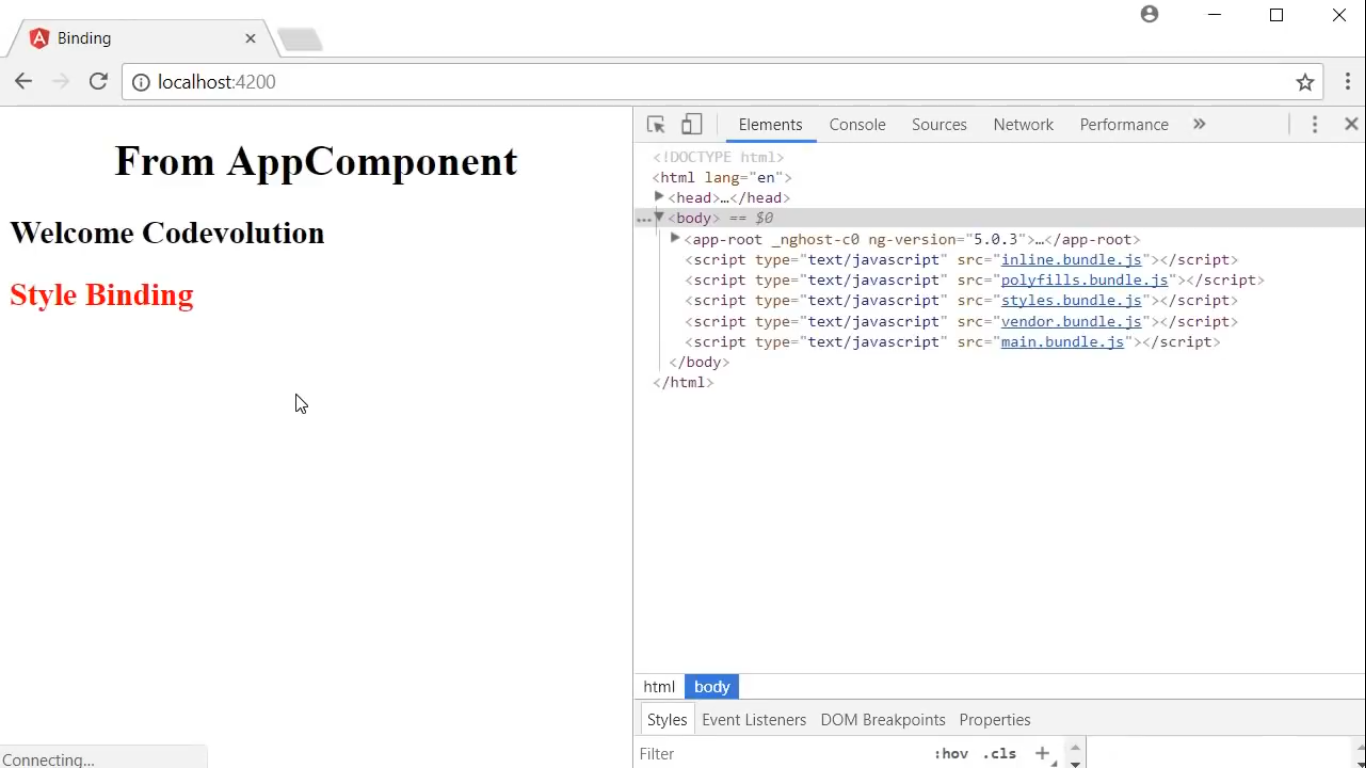 Binding
localhost:4200
From AppComponent
Welcome Codevolution
Style Binding
Connecting...
Elements Console Sources Network Performance »
<!DOCTYPE html>
<html lang="en">
<head>…</head>
<body> == $0
<app-root _nghost-c0 ng-version="5.0.3">…</app-root>
<script type="text/javascript" src="inline.bundle.js"></script>
<script type="text/javascript" src="polyfills.bundle.js"></script>
<script type="text/javascript" src="styles.bundle.js"></script>
<script type="text/javascript" src="vendor.bundle.js"></script>
<script type="text/javascript" src="main.bundle.js"></script>
</body>
</html>
html body
Styles Event Listeners DOM Breakpoints Properties
Filter :hov .cls +